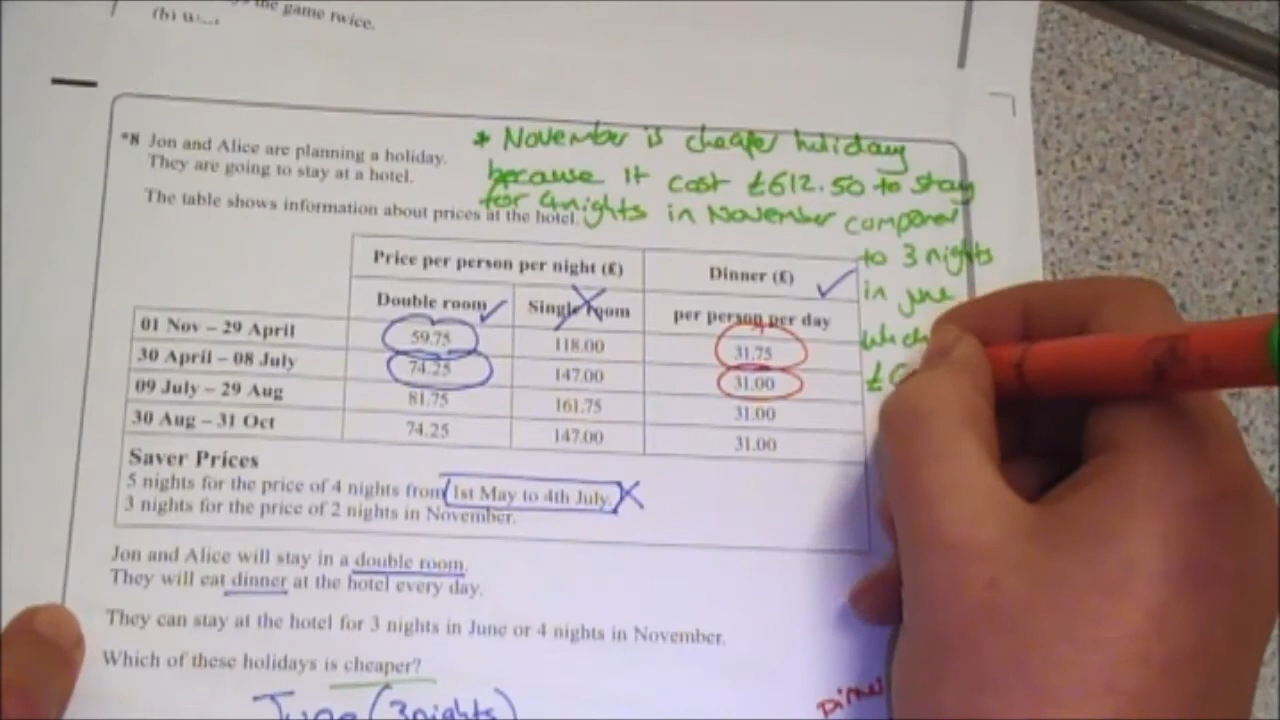 the game twice.
*8 Jon and Alice are planning a holiday.
They are going to stay at a hotel.
The table shows information about prices at the hotel.
* November is cheaper holiday
because it cost £612.50 to stay
for 4nights in November
to 3 nights
in june
Price per person per night (£)
Dinner (£)
Double room
Single room
per person per day
01 Nov – 29 April 59.75 118.00 31.75
30 April – 08 July 74.25 147.00 31.00
09 July – 29 Aug 81.75 161.75 31.00
30 Aug – 31 Oct 74.25 147.00 31.00
Saver Prices
5 nights for the price of 4 nights from 1st May to 4th July.
3 nights for the price of 2 nights in November.
Jon and Alice will stay in a double room.
They will eat dinner at the hotel every day.
They can stay at the hotel for 3 nights in June or 4 nights in November.
Which of these holidays is cheaper?
June (3nights)
dinner